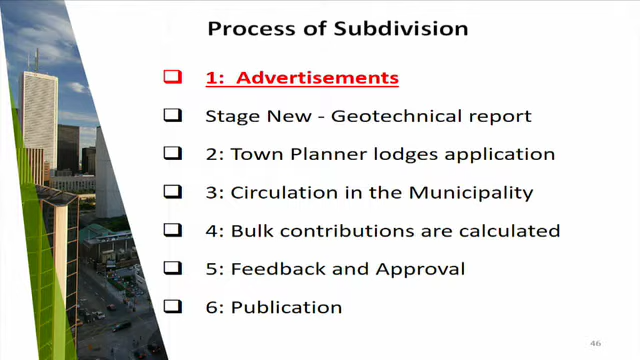 Process of Subdivision
1: Advertisements
Stage New - Geotechnical report
2: Town Planner lodges application
3: Circulation in the Municipality
4: Bulk contributions are calculated
5: Feedback and Approval
6: Publication
46